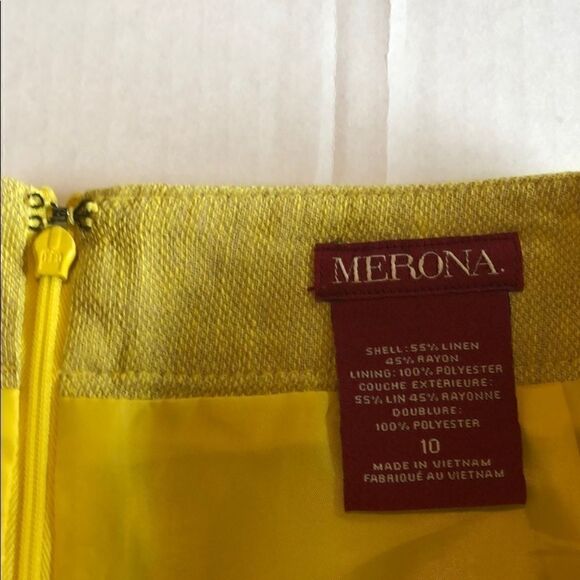 MERONA.
SHELL: 55% LINEN
45% RAYON
LINING: 100% POLYESTER
COUCHE EXTÉRIEURE:
55% LIN 45% RAYONNE
DOUBLURE:
100% POLYESTER
10
MADE IN VIETNAM
FABRIQUÉ AU VIETNAM